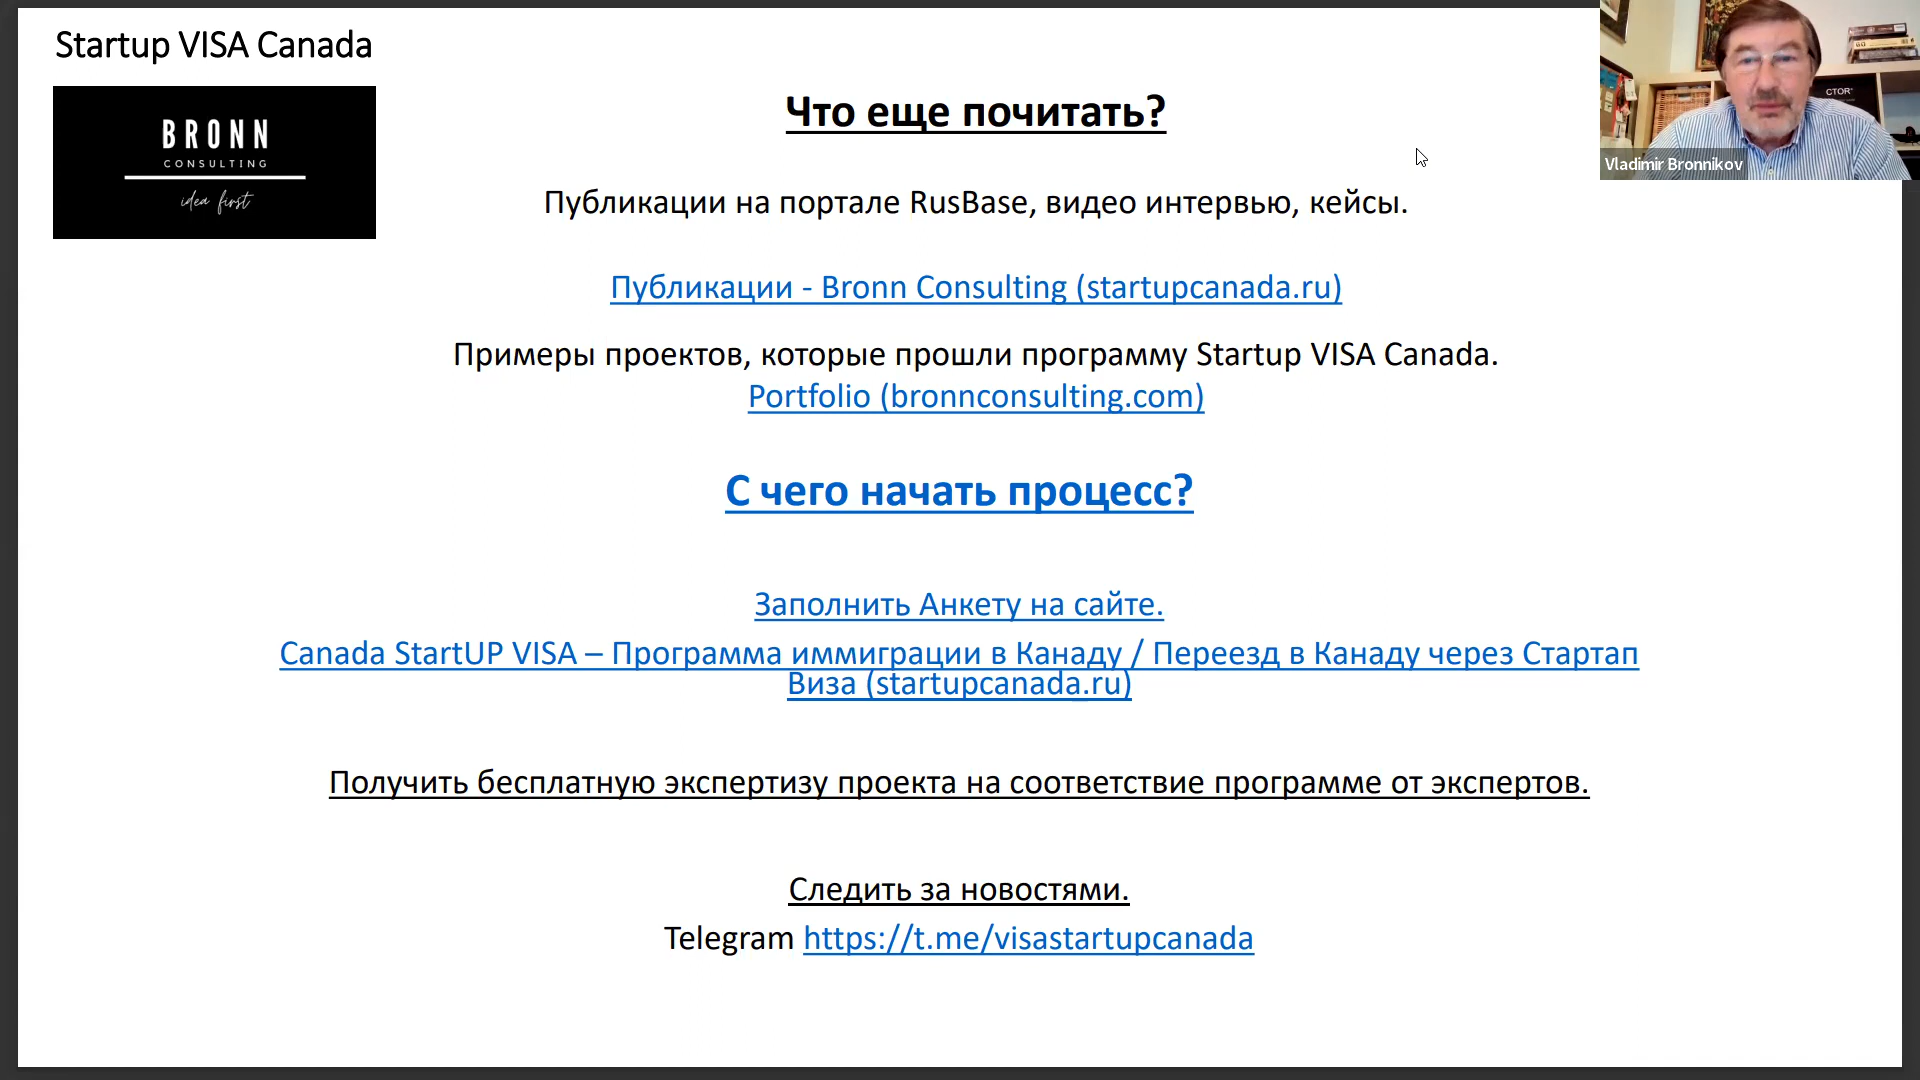 Startup VISA Canada
BRONN
CONSULTING
idea first
Что еще почитать?
CTOR
Vladimir Bronnikov
Публикации на портале RusBase, видео интервью, кейсы.
Публикации - Bronn Consulting (startupcanada.ru)
Примеры проектов, которые прошли программу Startup VISA Canada.
Portfolio (bronnconsulting.com)
С чего начать процесс?
Заполнить Анкету на сайте.
Canada StartUP VISA – Программа иммиграции в Канаду / Переезд в Канаду через Стартап
Виза (startupcanada.ru)
Получить бесплатную экспертизу проекта на соответствие программе от экспертов.
Следить за новостями.
Telegram https://t.me/visastartupcanada